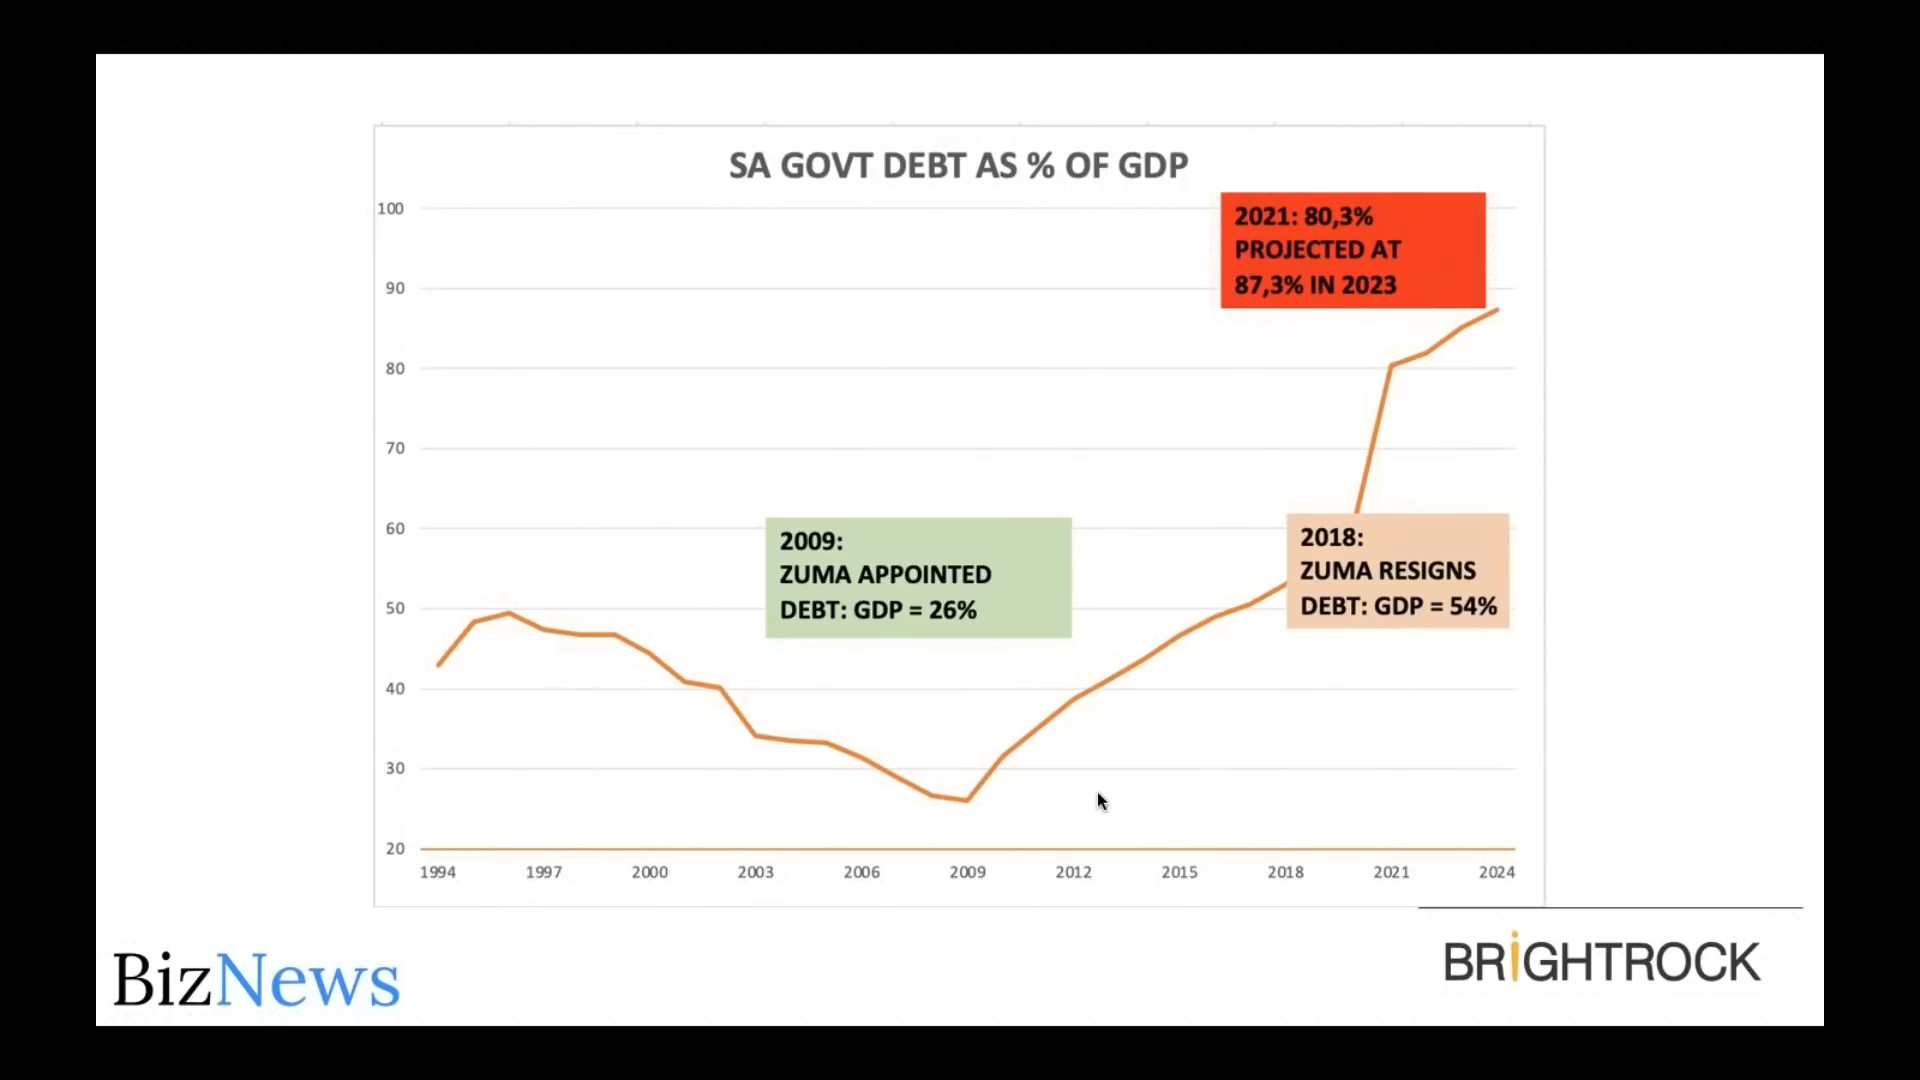 SA GOVT DEBT AS % OF GDP
100
90
80
70
60
50
40
30
20
2021: 80,3%
PROJECTED AT
87,3% IN 2023
2009:
ZUMA APPOINTED
DEBT: GDP = 26%
2018:
ZUMA RESIGNS
DEBT: GDP = 54%
1994 1997 2000 2003 2006 2009 2012 2015 2018 2021 2024
BizNews
BRiGHTROCK